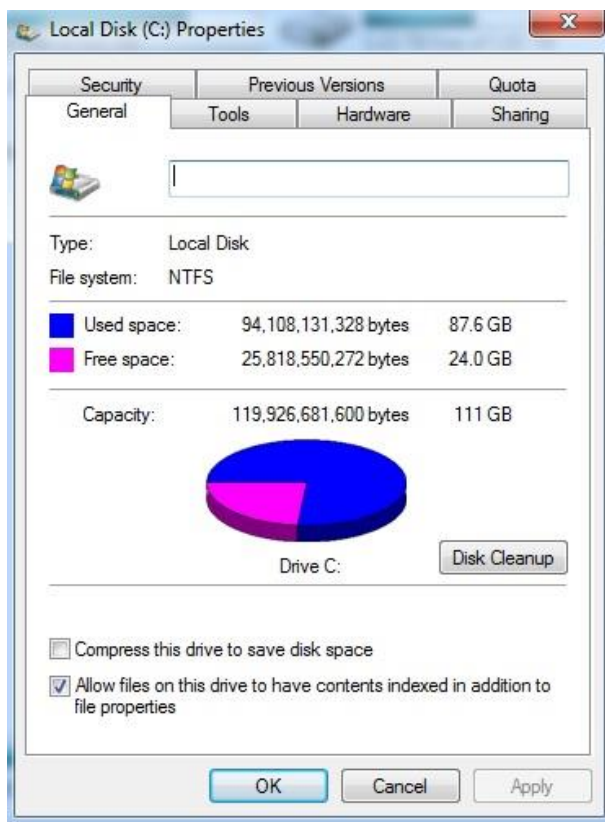 Local Disk (C:) Properties
Security Previous Versions Quota
General Tools Hardware Sharing
Type: Local Disk
File system: NTFS
Used space: 94,108,131,328 bytes 87.6 GB
Free space: 25,818,550,272 bytes 24.0 GB
Capacity: 119,926,681,600 bytes 111 GB
Drive C:
Disk Cleanup
Compress this drive to save disk space
Allow files on this drive to have contents indexed in addition to
file properties
OK Cancel Apply